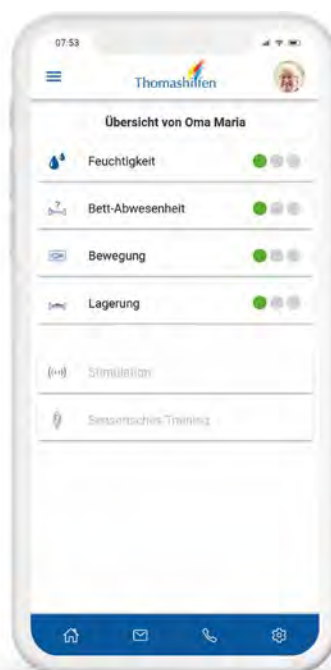 07:53
Thomashilfen
Übersicht von Oma Maria
Feuchtigkeit
?
Bett-Abwesenheit
Bewegung
Lagerung
Stimulation
Sensorisches Training